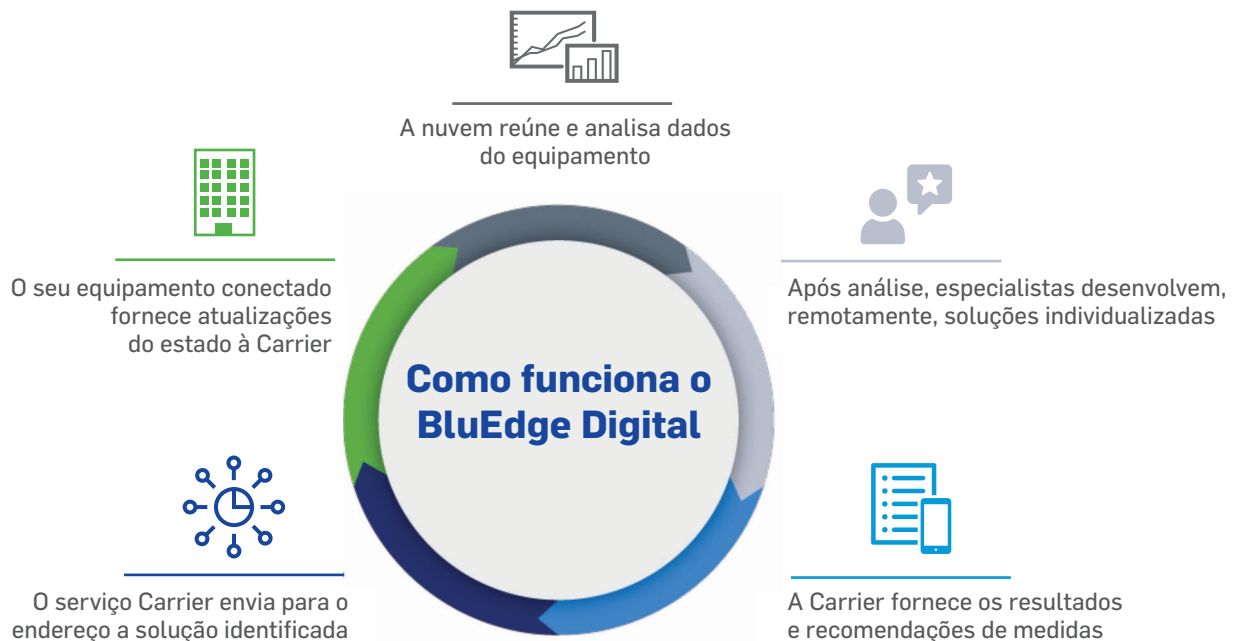 A nuvem reúne e analisa dados
do equipamento
O seu equipamento conectado
fornece atualizações
do estado à Carrier
Após análise, especialistas desenvolvem,
remotamente, soluções individualizadas
Como funciona o
BluEdge Digital
O serviço Carrier envia para o
endereço a solução identificada
A Carrier fornece os resultados
e recomendações de medidas